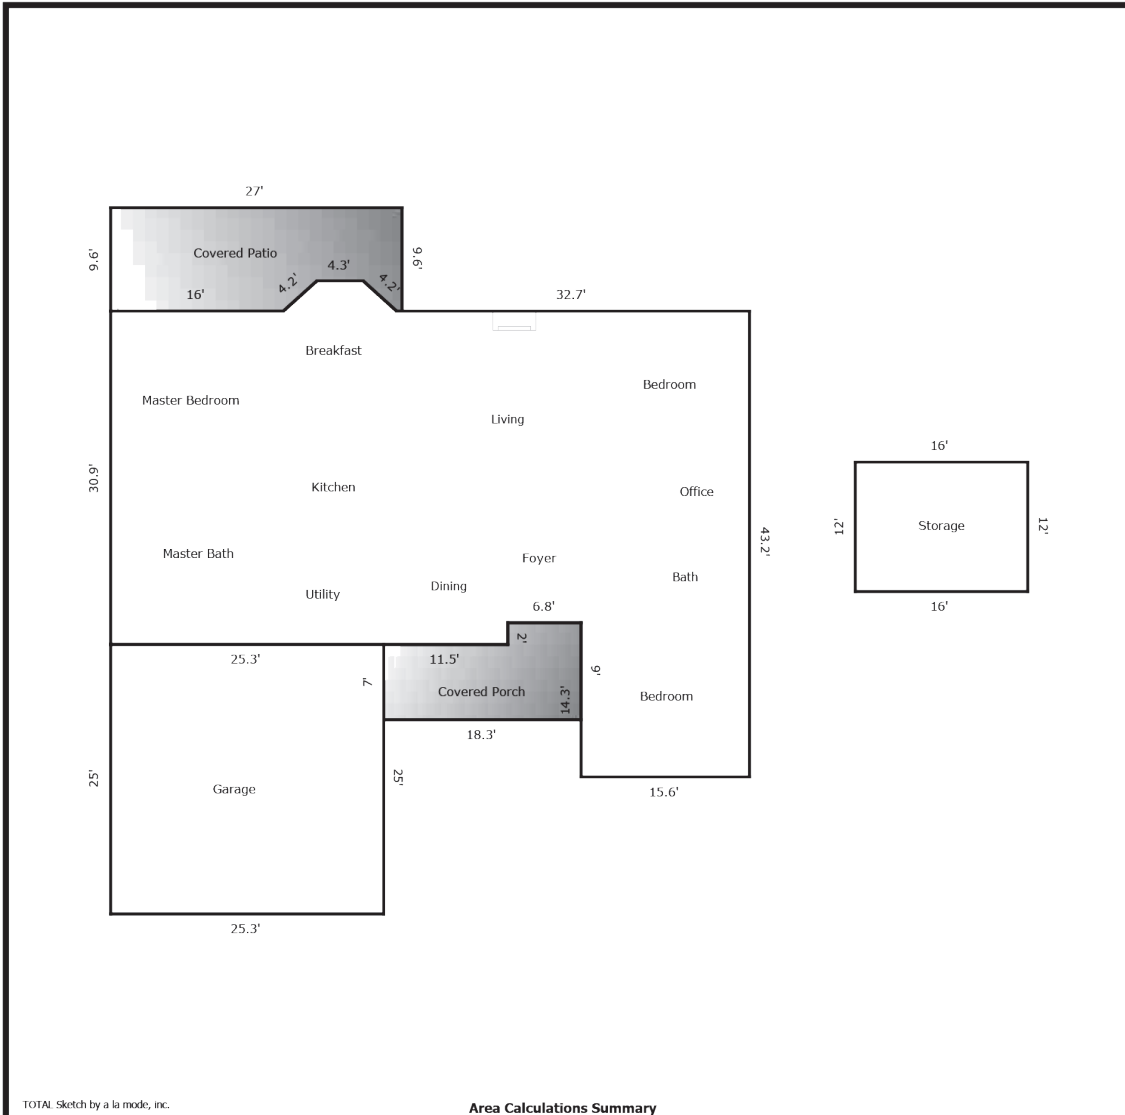 27'
9.6'
Covered Patio
9.6'
4.3'
4.2'
4.2'
16'
32.7'
Breakfast
Bedroom
Master Bedroom
Living
16'
30.9'
Kitchen
Office
12'
Storage
12'
43.2'
Master Bath
Foyer
Bath
Utility
Dining
6.8'
16'
2'
25.3'
11.5'
7'
Covered Porch
14.3'
9'
Bedroom
18.3'
25'
Garage
25'
15.6'
25.3'
TOTAL Sketch by a la mode, inc.
Area Calculations Summary